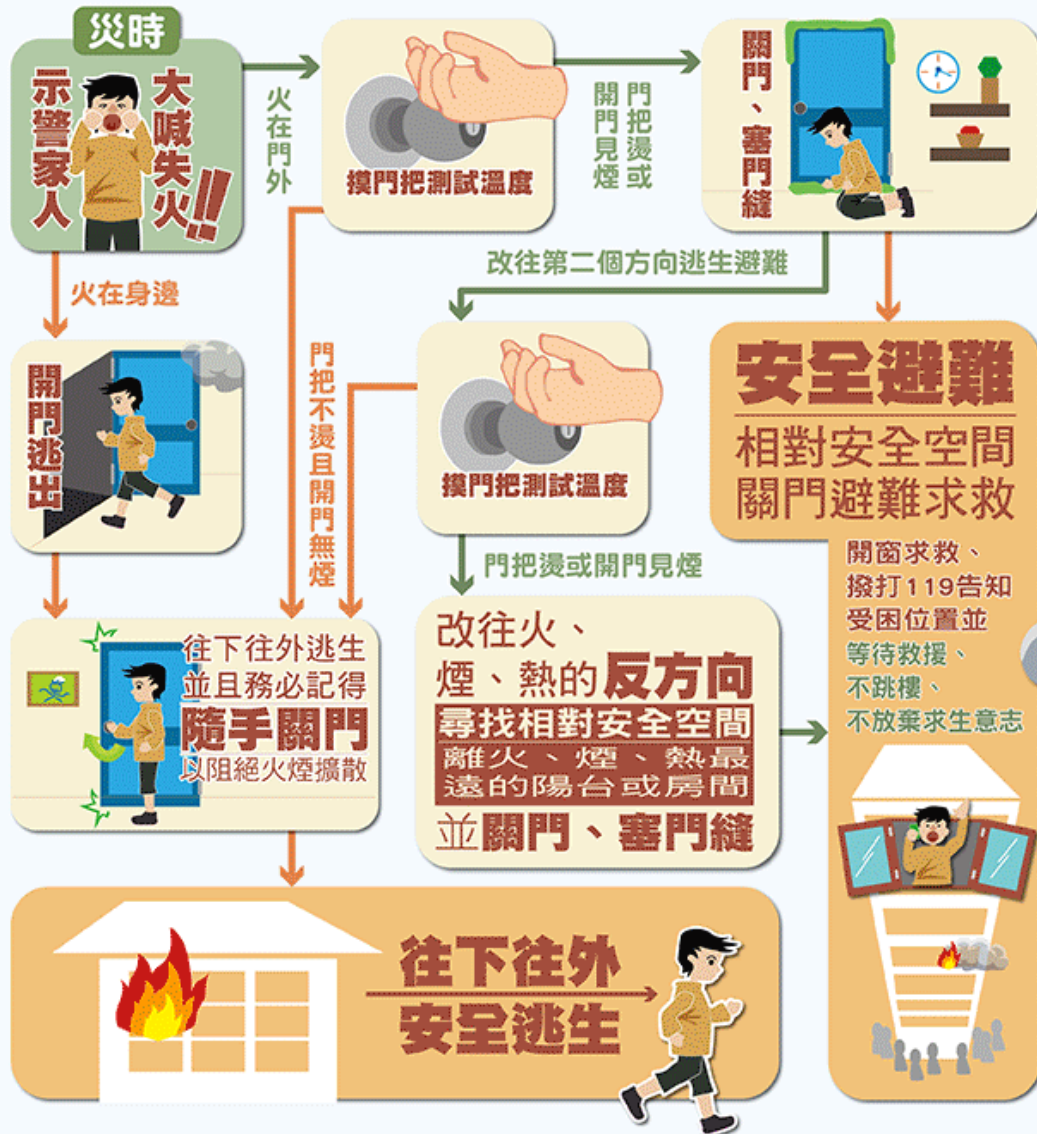 災時
大喊失火!!
示警家人
火在門外
摸門把測試溫度
門把燙或
開門見煙
關門、塞門縫
火在身邊
改往第二個方向逃生避難
開門逃出
門把不燙且開門無煙
摸門把測試溫度
安全避難
相對安全空間
關門避難求救
開窗求救、
撥打119告知
受困位置並
等待救援、
不跳樓、
不放棄求生意志
門把燙或開門見煙
往下往外逃生
並且務必記得
隨手關門
以阻絕火煙擴散
改往火、
煙、熱的反方向
尋找相對安全空間
離火、煙、熱最
遠的陽台或房間
並關門、塞門縫
往下往外
安全逃生